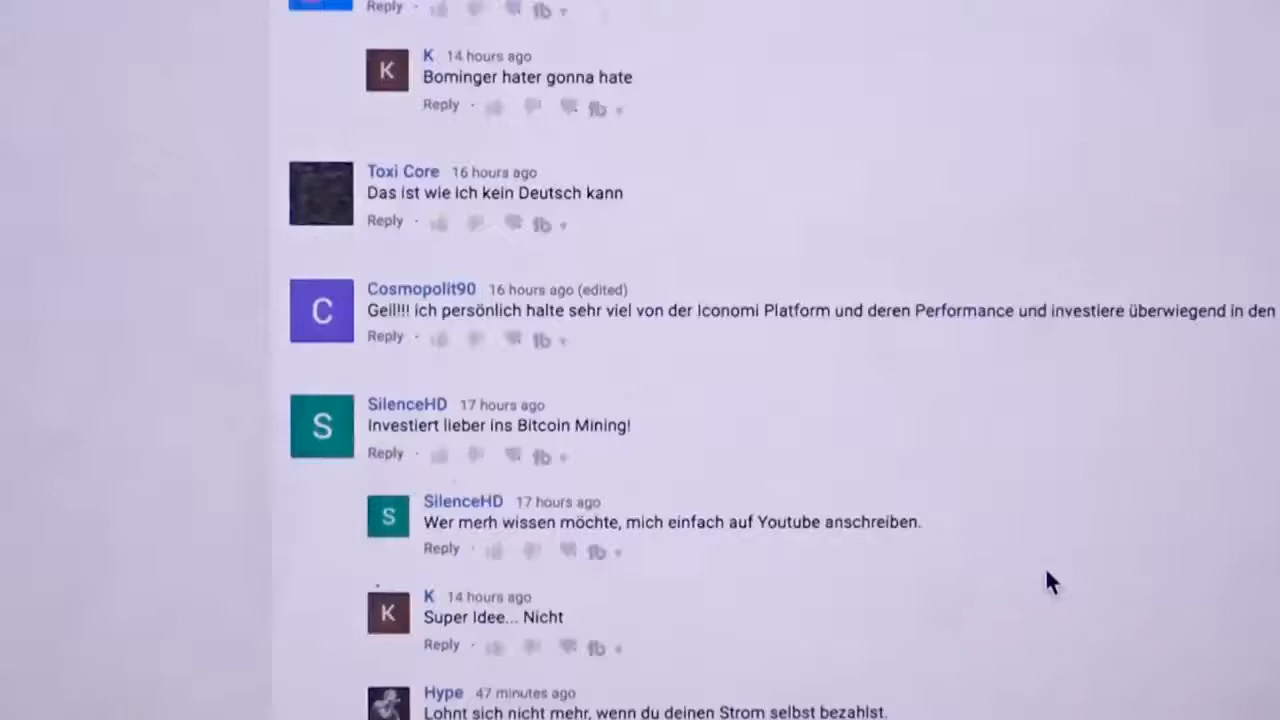 Reply
K 14 hours ago
Bominger hater gonna hate
Reply
Toxi Core 16 hours ago
Das ist wie ich kein Deutsch kann
Reply
C
Cosmopolit90 16 hours ago (edited)
Geil!!! ich persönlich halte sehr viel von der Iconomi Platform und deren Performance und investiere überwiegend in den
Reply
S
SilenceHD 17 hours ago
Investiert lieber ins Bitcoin Mining!
Reply
S
SilenceHD 17 hours ago
Wer merh wissen möchte, mich einfach auf Youtube anschreiben.
Reply
K
K 14 hours ago
Super Idee... Nicht
Reply
Hype 47 minutes ago
Lohnt sich nicht mehr, wenn du deinen Strom selbst bezahlst.